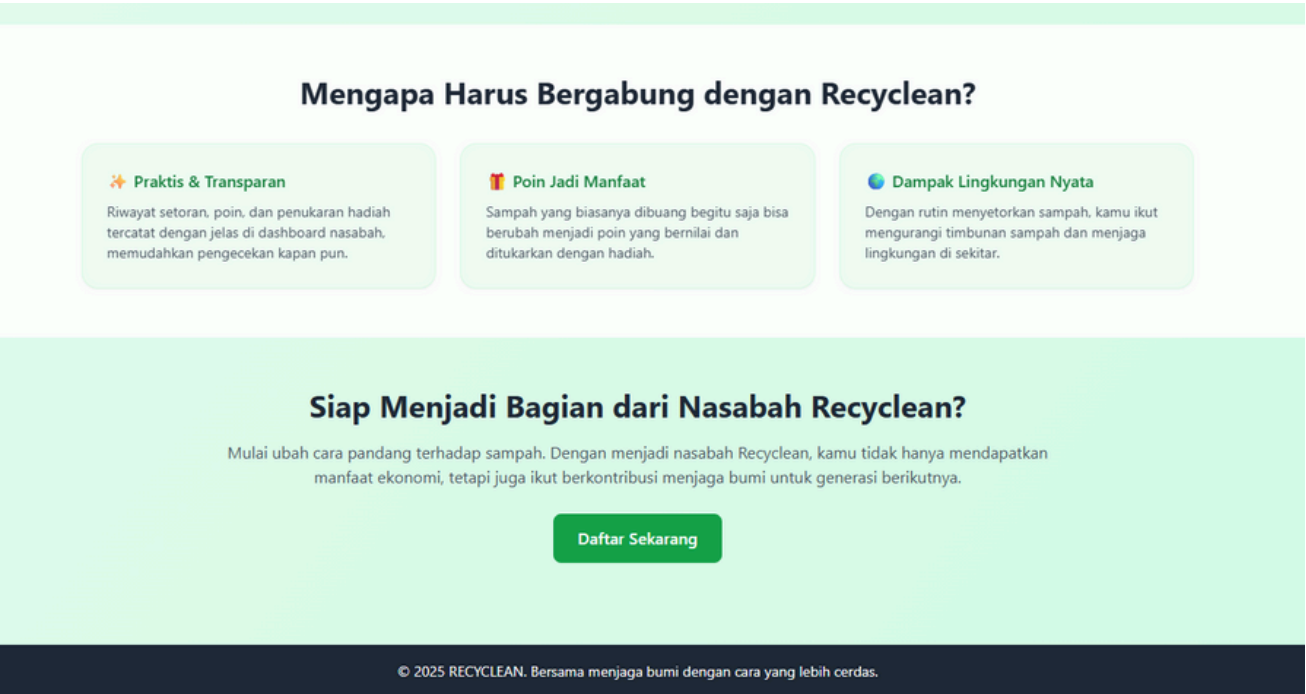 Mengapa Harus Bergabung dengan Recyclean?
✨ Praktis & Transparan
Riwayat setoran, poin, dan penukaran hadiah
tercatat dengan jelas di dashboard nasabah,
memudahkan pengecekan kapan pun.
🎁 Poin Jadi Manfaat
Sampah yang biasanya dibuang begitu saja bisa
berubah menjadi poin yang bernilai dan
ditukarkan dengan hadiah.
🌍 Dampak Lingkungan Nyata
Dengan rutin menyetorkan sampah, kamu ikut
mengurangi timbunan sampah dan menjaga
lingkungan di sekitar.
Siap Menjadi Bagian dari Nasabah Recyclean?
Mulai ubah cara pandang terhadap sampah. Dengan menjadi nasabah Recyclean, kamu tidak hanya mendapatkan
manfaat ekonomi, tetapi juga ikut berkontribusi menjaga bumi untuk generasi berikutnya.
Daftar Sekarang
© 2025 RECYCLEAN. Bersama menjaga bumi dengan cara yang lebih cerdas.